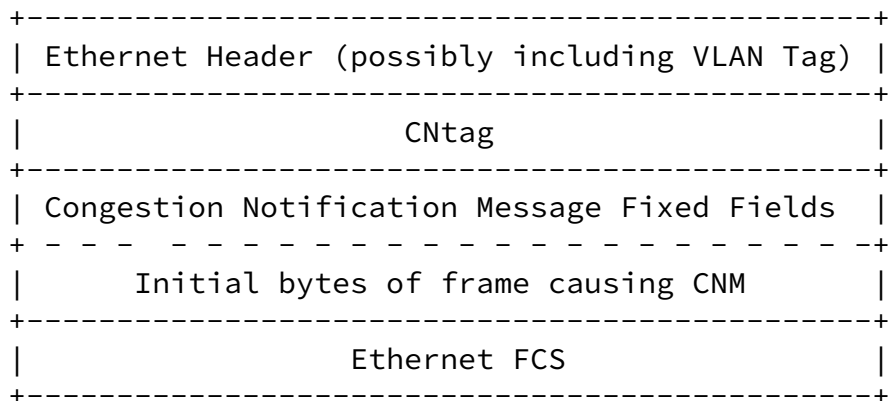 +-----------------------------------------------+
| Ethernet Header (possibly including VLAN Tag) |
+-----------------------------------------------+
| CNtag |
+-----------------------------------------------+
| Congestion Notification Message Fixed Fields |
+ - - - - - - - - - - - - - - - - - - - - - - -+
| Initial bytes of frame causing CNM |
+-----------------------------------------------+
| Ethernet FCS |
+-----------------------------------------------+